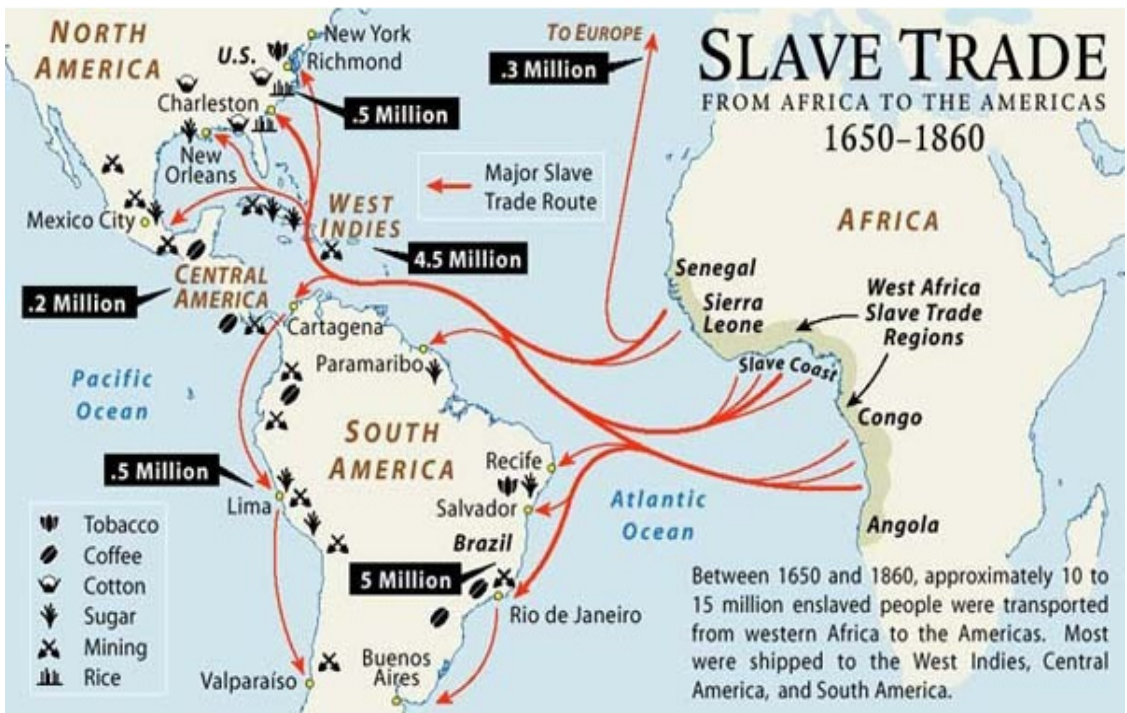 SLAVE TRADE
FROM AFRICA TO THE AMERICAS
1650–1860
NORTH
AMERICA
U.S.
New York
Richmond
Charleston
.5 Million
New
Orleans
Mexico City
TO EUROPE
.3 Million
Major Slave
Trade Route
WEST
INDIES
4.5 Million
CENTRAL
AMERICA
.2 Million
Cartagena
Paramaribo
Pacific
Ocean
SOUTH
AMERICA
.5 Million
Lima
Recife
Salvador
Brazil
5 Million
Rio de Janeiro
Buenos
Aires
Valparaíso
Atlantic
Ocean
AFRICA
Senegal
Sierra
Leone
West Africa
Slave Trade
Regions
Slave Coast
Congo
Angola
Tobacco
Coffee
Cotton
Sugar
Mining
Rice
Between 1650 and 1860, approximately 10 to
15 million enslaved people were transported
from western Africa to the Americas. Most
were shipped to the West Indies, Central
America, and South America.